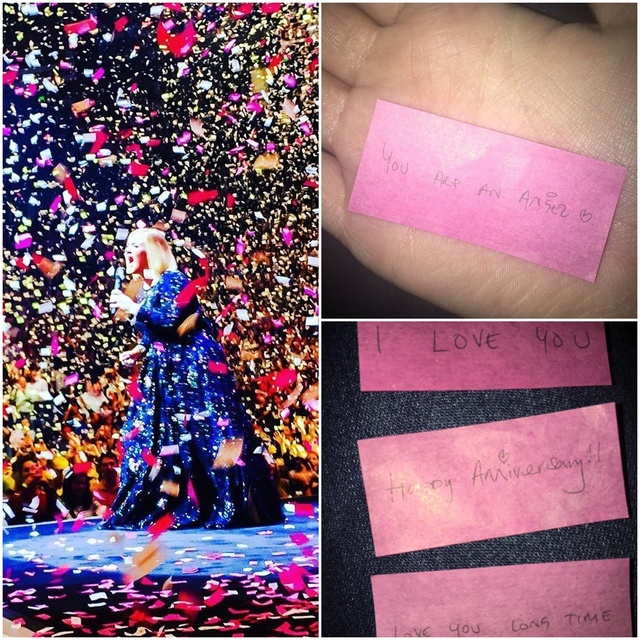 YOU ARE AN ANGEL
I LOVE YOU
Happy Anniversary!!
LOVE YOU LONG TIME